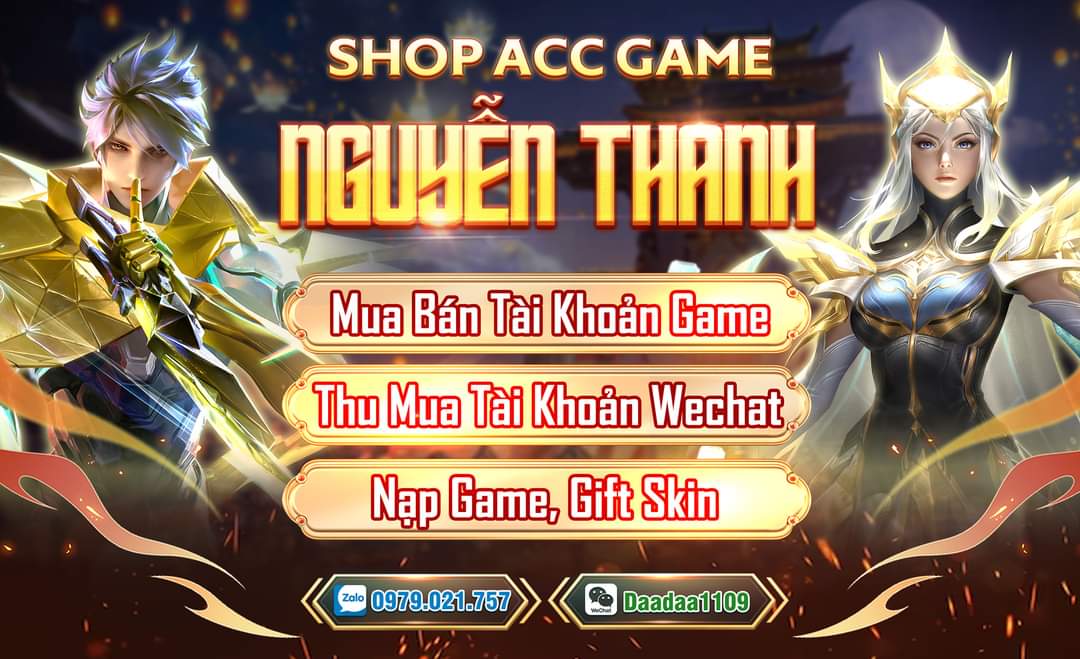 SHOP ACC GAME
NGUYỄN THANH
Mua Bán Tài Khoản Game
Thu Mua Tài Khoản Wechat
Nạp Game, Gift Skin
Zalo 0979.021.757
WeChat Daadaa1109